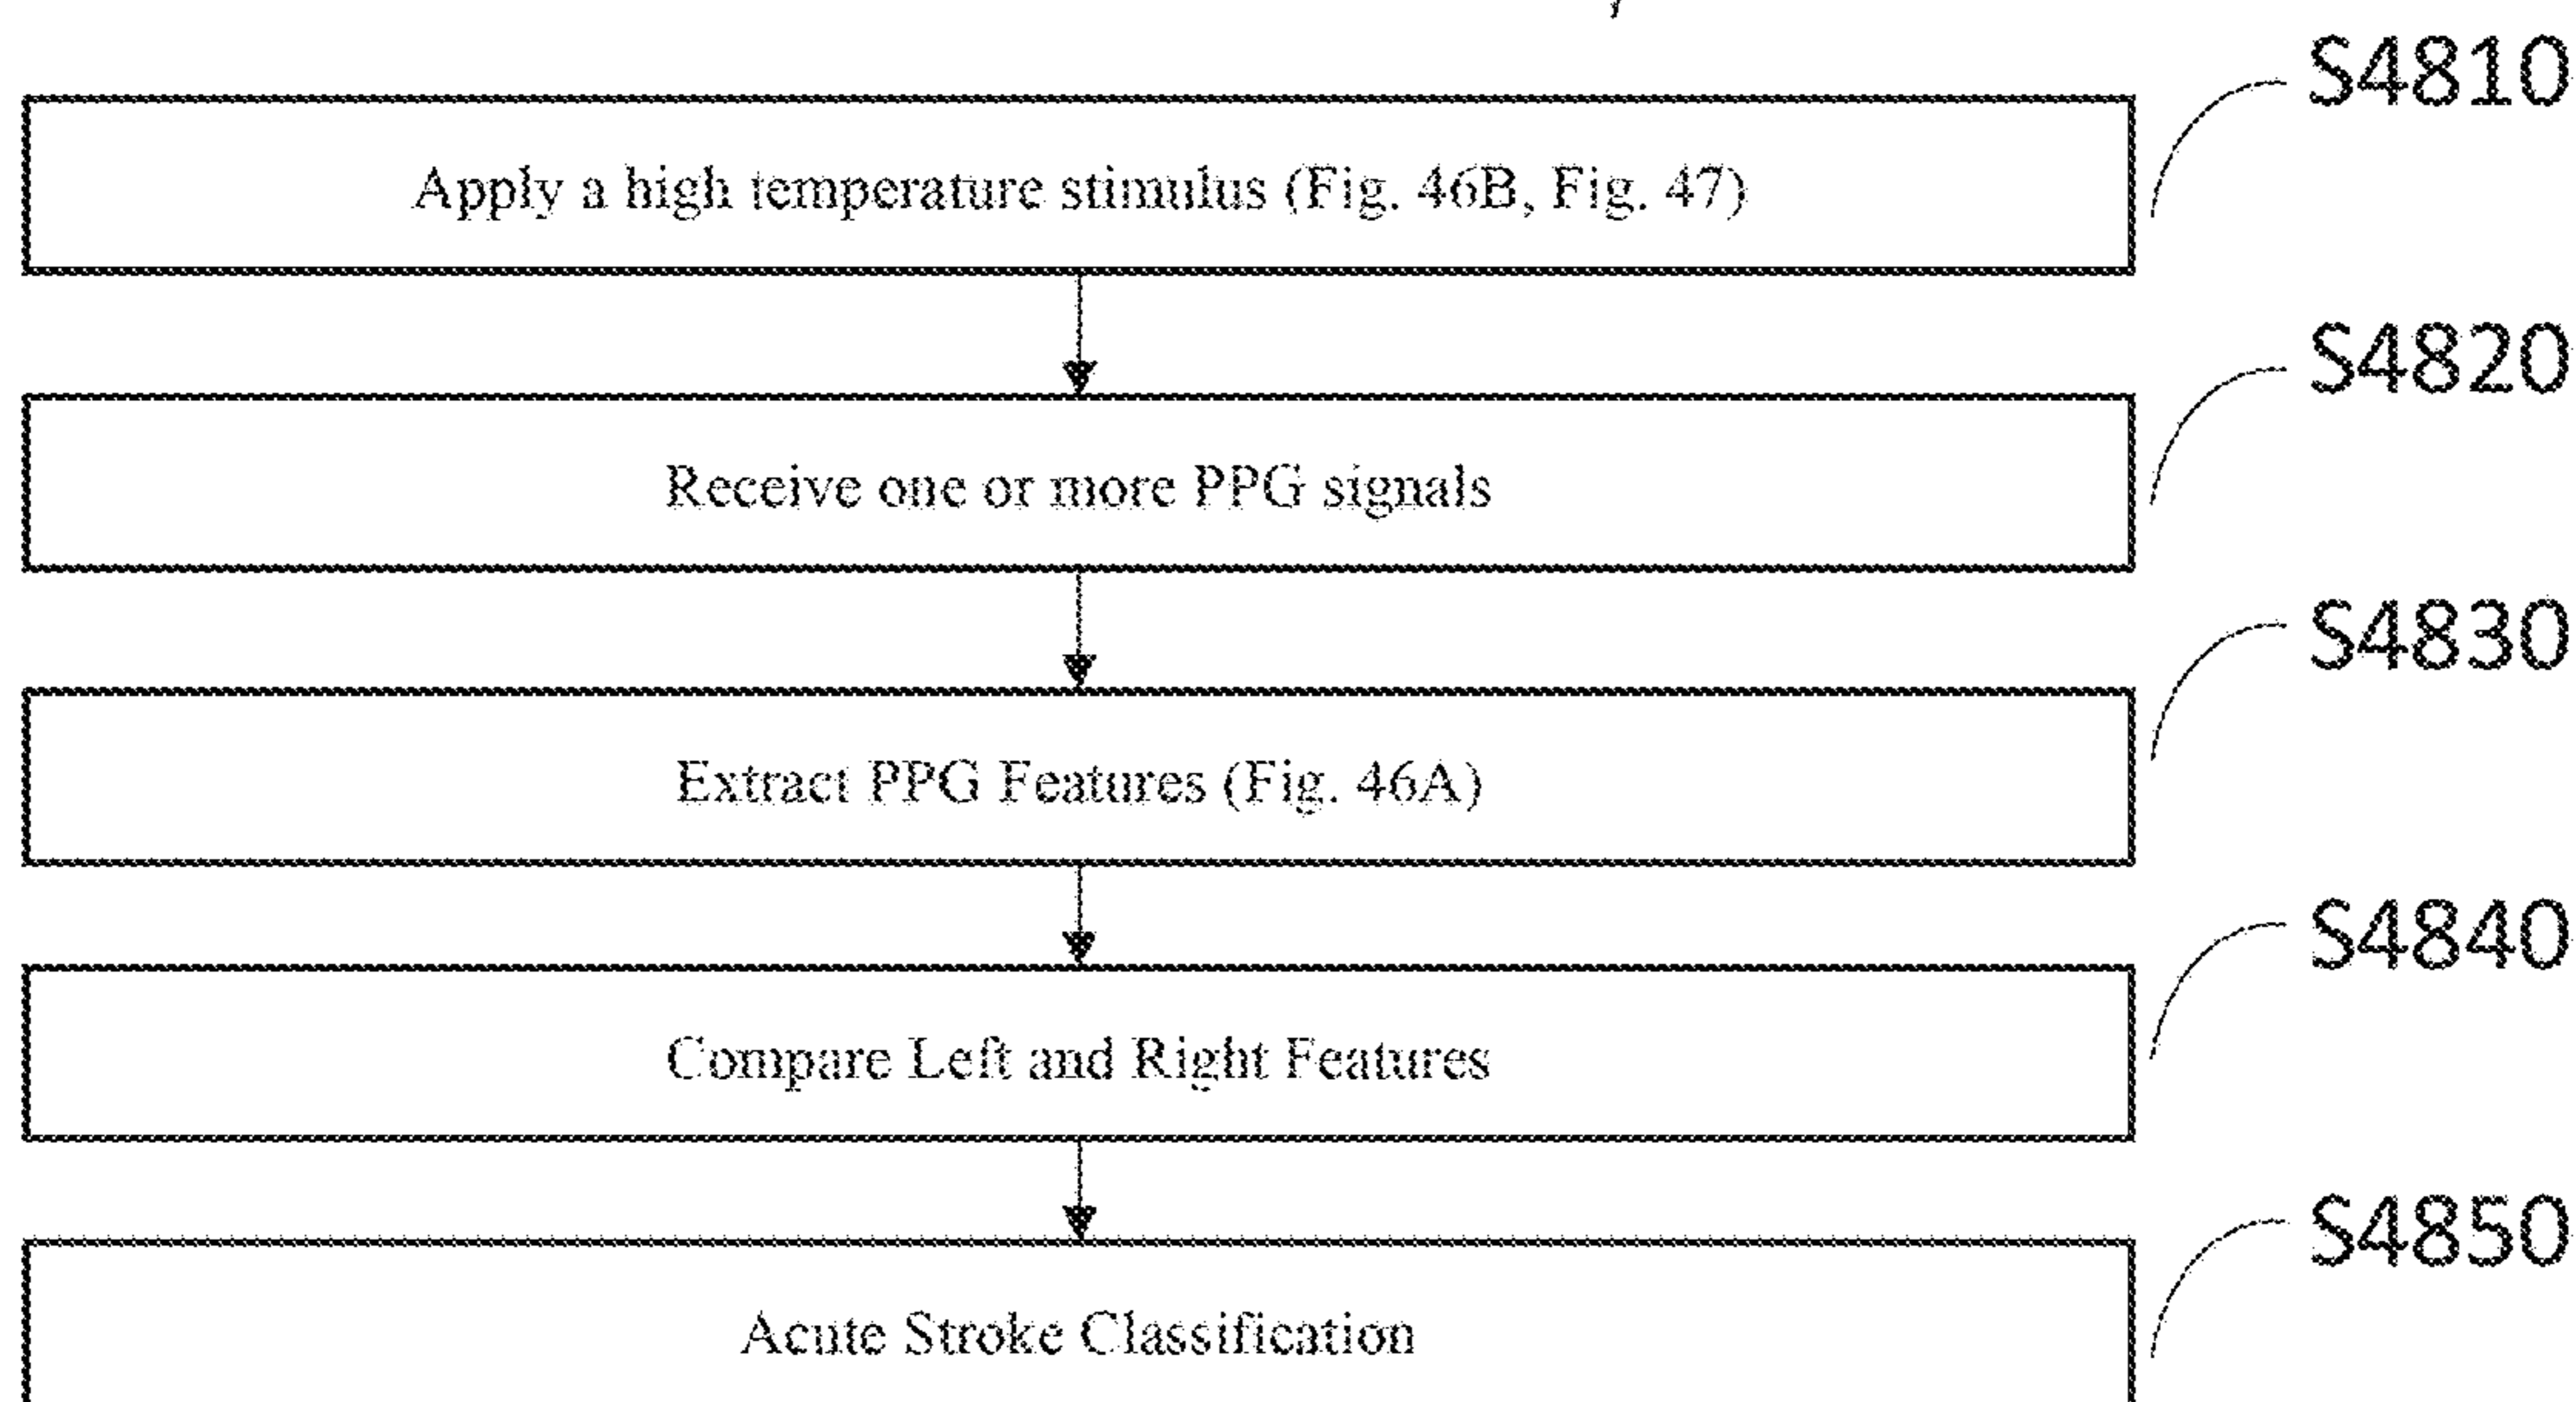 S4810
Apply a high temperature stimulus (Fig. 46B, Fig. 47)
S4820
Receive one or more PPG signals
S4830
Extract PPG Features (Fig. 46A)
S4840
Compare Left and Right Features
S4850
Acute Stroke Classification